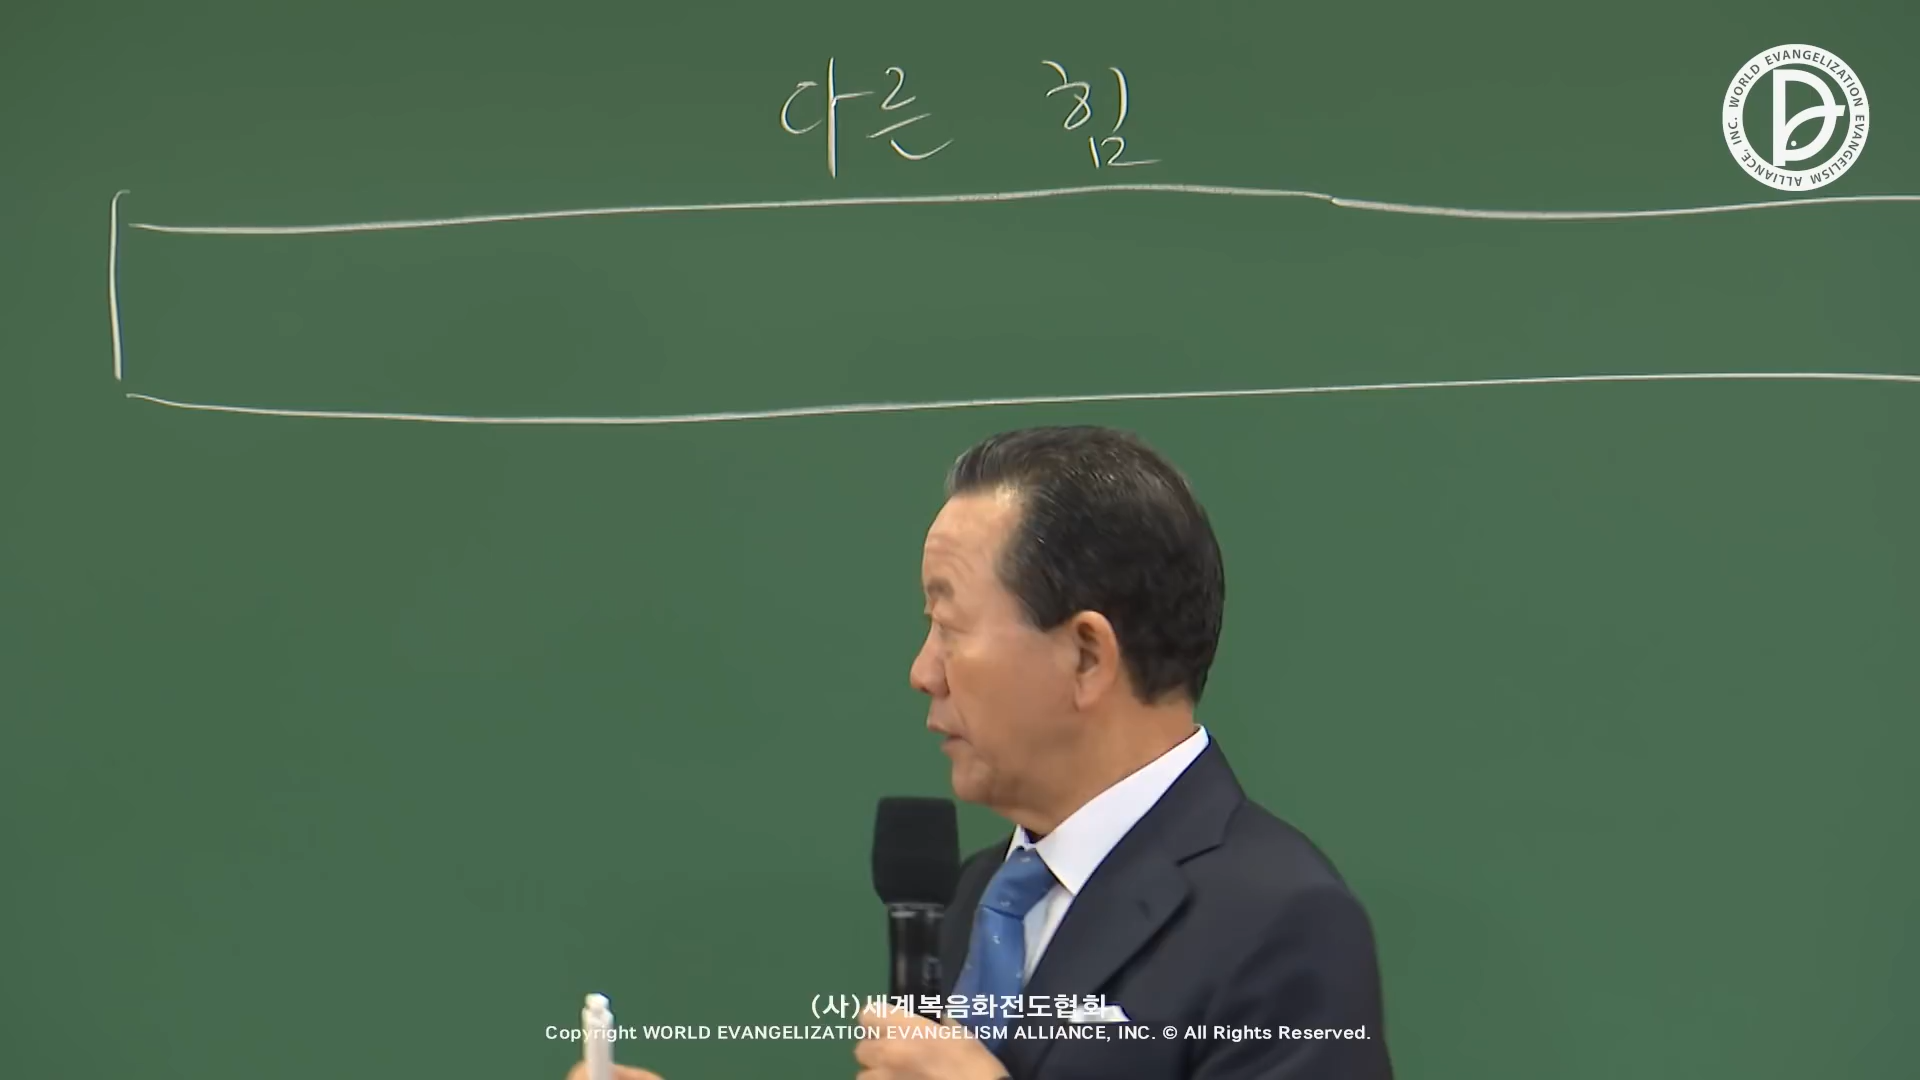 다른 힘
WORLD EVANGELIZATION EVANGELISM ALLIANCE, INC.
(사)세계복음화전도협회
Copyright WORLD EVANGELIZATION EVANGELISM ALLIANCE, INC. © All Rights Reserved.